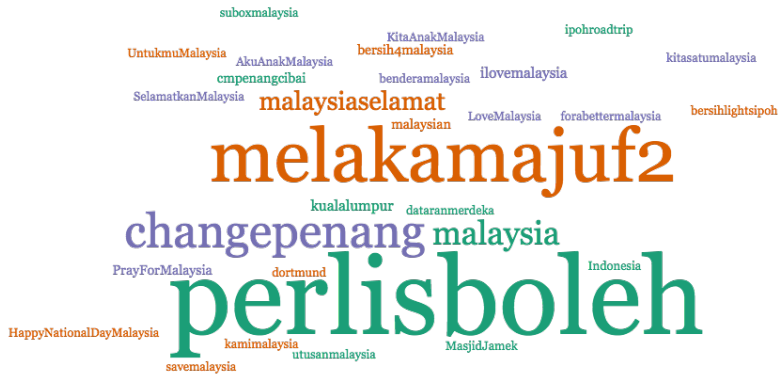 suboxmalaysia
ipohroadtrip
KitaAnakMalaysia
UntukmuMalaysia
bersih4malaysia
kitasatumalaysia
AkuAnakMalaysia
cmpenangcibai
benderamalaysia
ilovemalaysia
SelamatkanMalaysia
malaysiaselamat
bersihlightsipoh
LoveMalaysia
forabettermalaysia
malaysian
melakamajuf2
kualalumpur
dataranmerdeka
changepenang
malaysia
PrayForMalaysia
dortmund
Indonesia
perlisboleh
HappyNationalDayMalaysia
kamimalaysia
MasjidJamek
utusanmalaysia
savemalaysia